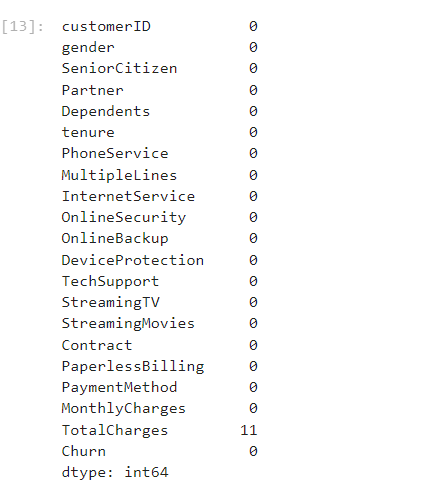 [13]: customerID 0
gender 0
SeniorCitizen 0
Partner 0
Dependents 0
tenure 0
PhoneService 0
MultipleLines 0
InternetService 0
OnlineSecurity 0
OnlineBackup 0
DeviceProtection 0
TechSupport 0
StreamingTV 0
StreamingMovies 0
Contract 0
PaperlessBilling 0
PaymentMethod 0
MonthlyCharges 0
TotalCharges 11
Churn 0
dtype: int64